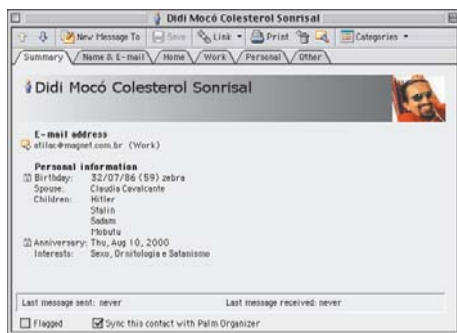 Didi Mocó Colesterol Sonrisal
New Message To Save Link Print Categories
Summary Name & E-mail Home Work Personal Other
Didi Mocó Colesterol Sonrisal
E-mail address
otilac@magnet.com.br (Work)
Personal information
Birthday: 32/07/86 (59) zebra
Spouse: Claudia Cavalcante
Children: Hitler
Stalin
Sadam
Mobutu
Anniversary: Thu, Aug 10, 2000
Interests: Sexo, Ornitologia e Satanismo
Last message sent: never Last message received: never
Flagged Sync this contact with Palm Organizer